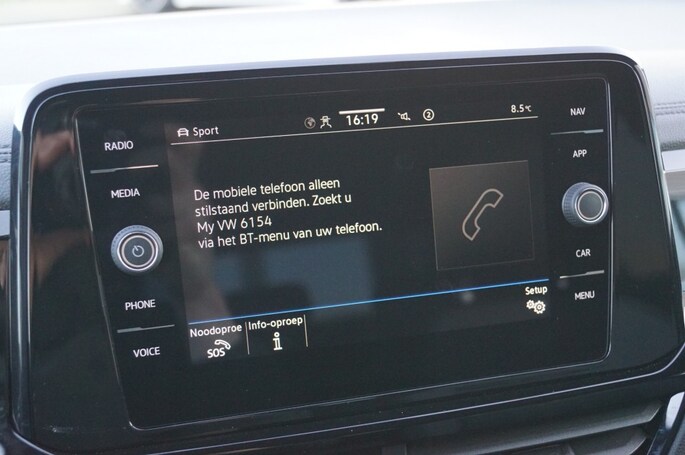 RADIO
MEDIA
PHONE
VOICE
Sport
16:19
2
8.5°C
De mobiele telefoon alleen
stilstaand verbinden. Zoekt u
My VW 6154
via het BT-menu van uw telefoon.
Noodoproe
SOS
Info-oproep
i
Setup
NAV
APP
CAR
MENU